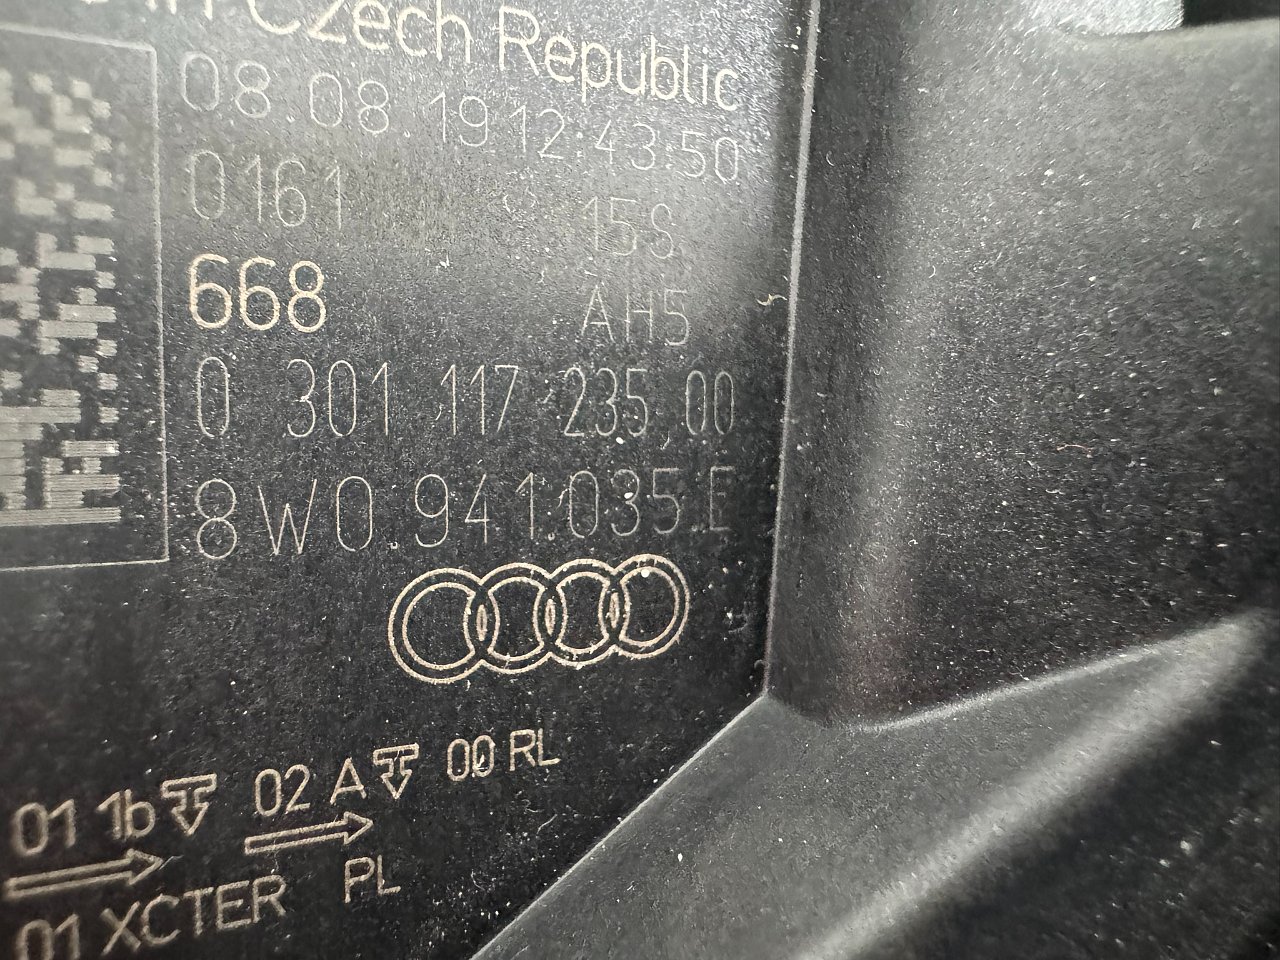 in Czech Republic
08.08.19 12:43:50
0161 15S
668 AH5
0 301 117 235,00
8W0.941.035.E
01 1b 02 A 00 RL
01 XCTER PL